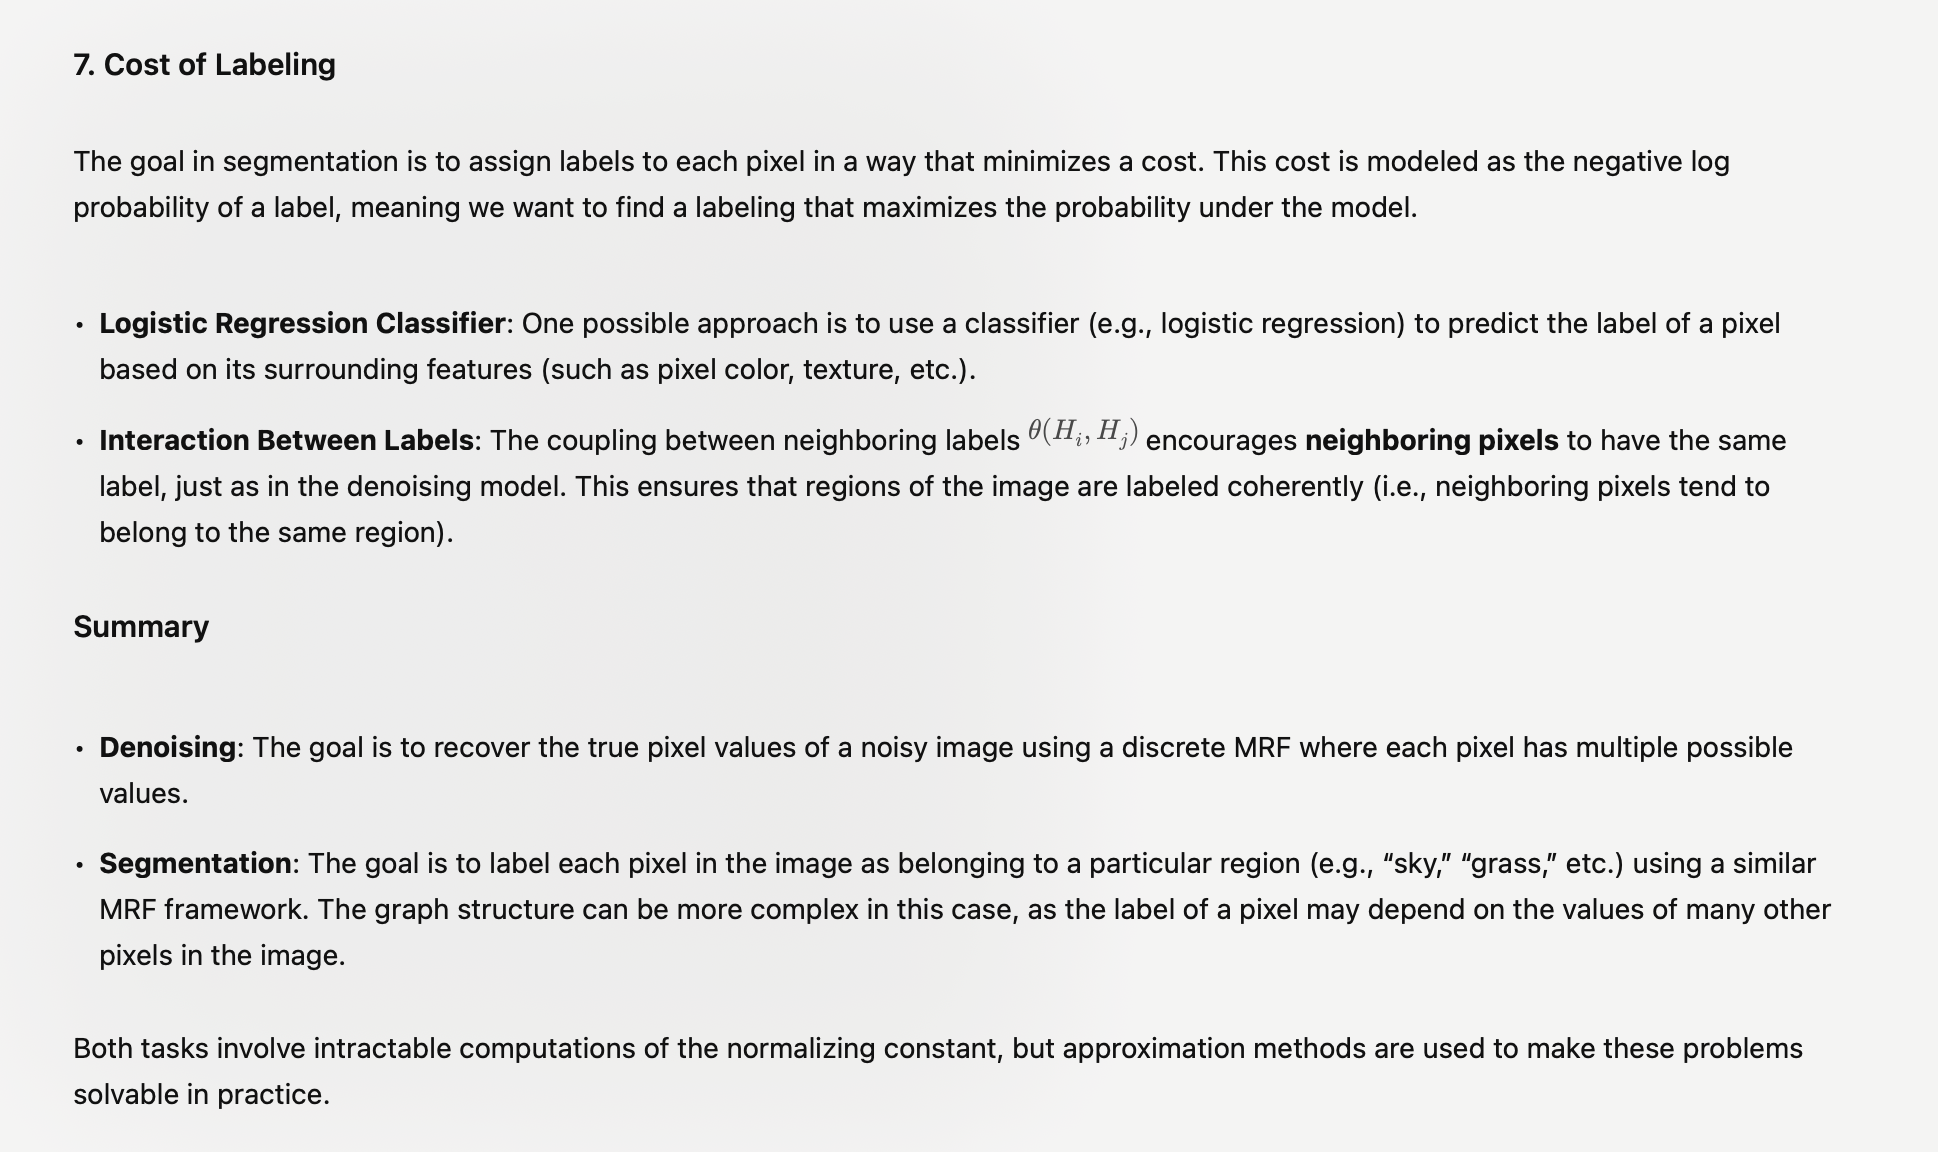 7. Cost of Labeling
The goal in segmentation is to assign labels to each pixel in a way that minimizes a cost. This cost is modeled as the negative log
probability of a label, meaning we want to find a labeling that maximizes the probability under the model.
• Logistic Regression Classifier: One possible approach is to use a classifier (e.g., logistic regression) to predict the label of a pixel
based on its surrounding features (such as pixel color, texture, etc.).
• Interaction Between Labels: The coupling between neighboring labels θ(H_i, H_j) encourages neighboring pixels to have the same
label, just as in the denoising model. This ensures that regions of the image are labeled coherently (i.e., neighboring pixels tend to
belong to the same region).
Summary
• Denoising: The goal is to recover the true pixel values of a noisy image using a discrete MRF where each pixel has multiple possible
values.
• Segmentation: The goal is to label each pixel in the image as belonging to a particular region (e.g., “sky,” “grass,” etc.) using a similar
MRF framework. The graph structure can be more complex in this case, as the label of a pixel may depend on the values of many other
pixels in the image.
Both tasks involve intractable computations of the normalizing constant, but approximation methods are used to make these problems
solvable in practice.